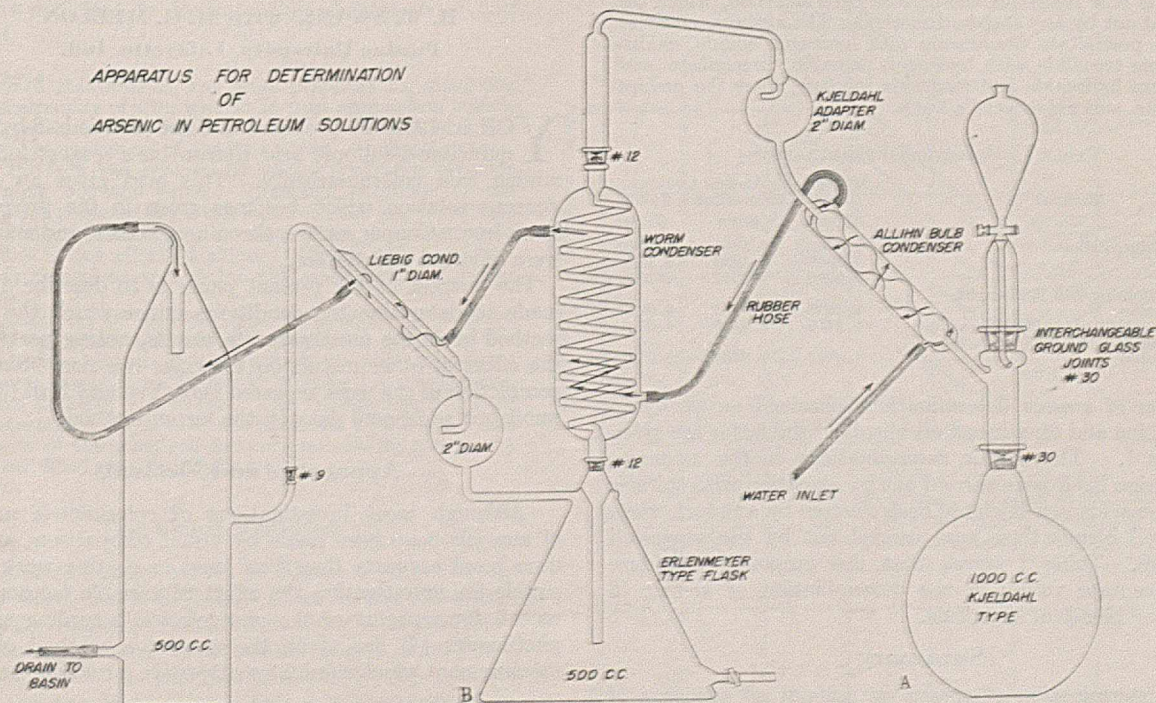 APPARATUS FOR DETERMINATION
OF
ARSENIC IN PETROLEUM SOLUTIONS
KJELDAHL
ADAPTER
2" DIAM.
#12
LIEBIG COND.
1" DIAM.
WORM
CONDENSER
ALLIHN BULB
CONDENSER
RUBBER
HOSE
INTERCHANGEABLE
GROUND GLASS
JOINTS
#30
2" DIAM.
#9
#12
WATER INLET
#30
ERLENMEYER
TYPE FLASK
1000 C.C.
KJELDAHL
TYPE
500 C.C.
DRAIN TO
BASIN
B
500 C.C.
A